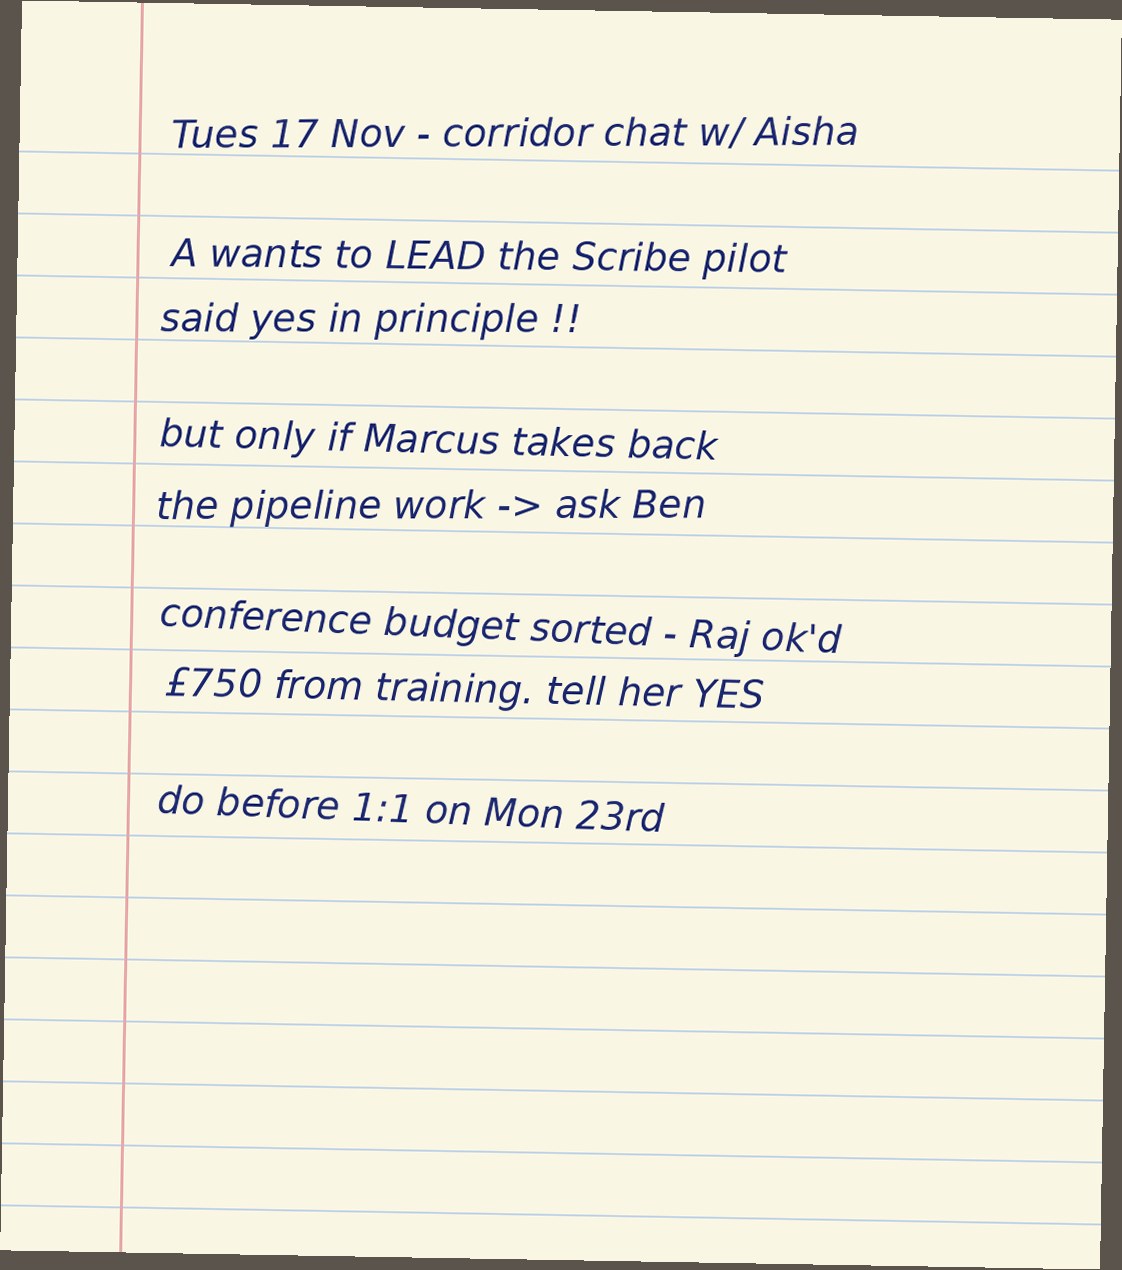 Tues 17 Nov - corridor chat w/ Aisha
A wants to LEAD the Scribe pilot
said yes in principle !!
but only if Marcus takes back
the pipeline work -> ask Ben
conference budget sorted - Raj ok'd
£750 from training. tell her YES
do before 1:1 on Mon 23rd